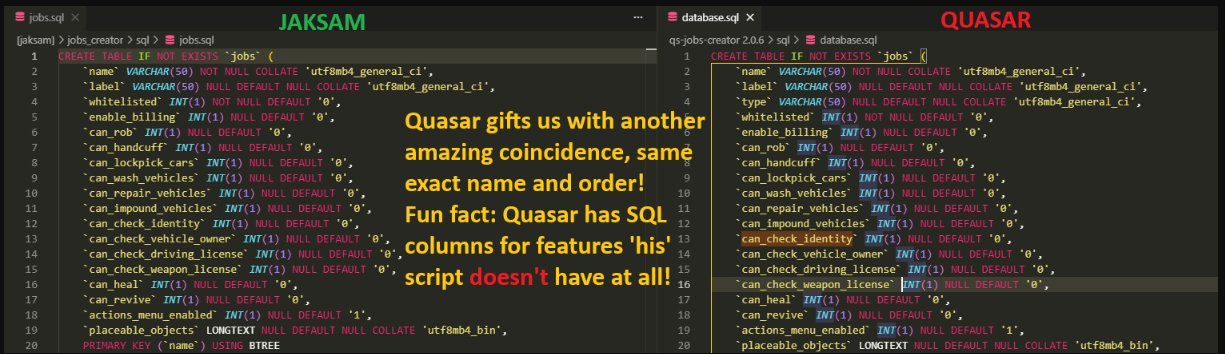 jobs.sql
JAKSAM
[jaksam] > jobs_creator > sql > jobs.sql
1 CREATE TABLE IF NOT EXISTS `jobs` (
2 `name` VARCHAR(50) NOT NULL COLLATE 'utf8mb4_general_ci',
3 `label` VARCHAR(50) NULL DEFAULT NULL COLLATE 'utf8mb4_general_ci',
4 `whitelisted` INT(1) NOT NULL DEFAULT '0',
5 `enable_billing` INT(1) NULL DEFAULT '0',
6 `can_rob` INT(1) NULL DEFAULT '0',
7 `can_handcuff` INT(1) NULL DEFAULT '0',
8 `can_lockpick_cars` INT(1) NULL DEFAULT '0',
9 `can_wash_vehicles` INT(1) NULL DEFAULT '0',
10 `can_repair_vehicles` INT(1) NULL DEFAULT '0',
11 `can_impound_vehicles` INT(1) NULL DEFAULT '0',
12 `can_check_identity` INT(1) NULL DEFAULT '0',
13 `can_check_vehicle_owner` INT(1) NULL DEFAULT '0',
14 `can_check_driving_license` INT(1) NULL DEFAULT '0',
15 `can_check_weapon_license` INT(1) NULL DEFAULT '0',
16 `can_heal` INT(1) NULL DEFAULT '0',
17 `can_revive` INT(1) NULL DEFAULT '0',
18 `actions_menu_enabled` INT(1) NULL DEFAULT '1',
19 `placeable_objects` LONGTEXT NULL DEFAULT NULL COLLATE 'utf8mb4_bin',
20 PRIMARY KEY (`name`) USING BTREE
Quasar gifts us with another
amazing coincidence, same
exact name and order!
Fun fact: Quasar has SQL
columns for features 'his'
script doesn't have at all!
database.sql
QUASAR
qs-jobs-creator 2.0.6 > sql > database.sql
1 CREATE TABLE IF NOT EXISTS `jobs` (
2 `name` VARCHAR(50) NOT NULL COLLATE 'utf8mb4_general_ci',
3 `label` VARCHAR(50) NULL DEFAULT NULL COLLATE 'utf8mb4_general_ci',
4 `type` VARCHAR(50) NULL DEFAULT NULL COLLATE 'utf8mb4_general_ci',
5 `whitelisted` INT(1) NOT NULL DEFAULT '0',
6 `enable_billing` INT(1) NULL DEFAULT '0',
7 `can_rob` INT(1) NULL DEFAULT '0',
8 `can_handcuff` INT(1) NULL DEFAULT '0',
9 `can_lockpick_cars` INT(1) NULL DEFAULT '0',
10 `can_wash_vehicles` INT(1) NULL DEFAULT '0',
11 `can_repair_vehicles` INT(1) NULL DEFAULT '0',
12 `can_impound_vehicles` INT(1) NULL DEFAULT '0',
13 `can_check_identity` INT(1) NULL DEFAULT '0',
14 `can_check_vehicle_owner` INT(1) NULL DEFAULT '0',
15 `can_check_driving_license` INT(1) NULL DEFAULT '0',
16 `can_check_weapon_license` INT(1) NULL DEFAULT '0',
17 `can_heal` INT(1) NULL DEFAULT '0',
18 `can_revive` INT(1) NULL DEFAULT '0',
19 `actions_menu_enabled` INT(1) NULL DEFAULT '1',
20 `placeable_objects` LONGTEXT NULL DEFAULT NULL COLLATE 'utf8mb4_bin',